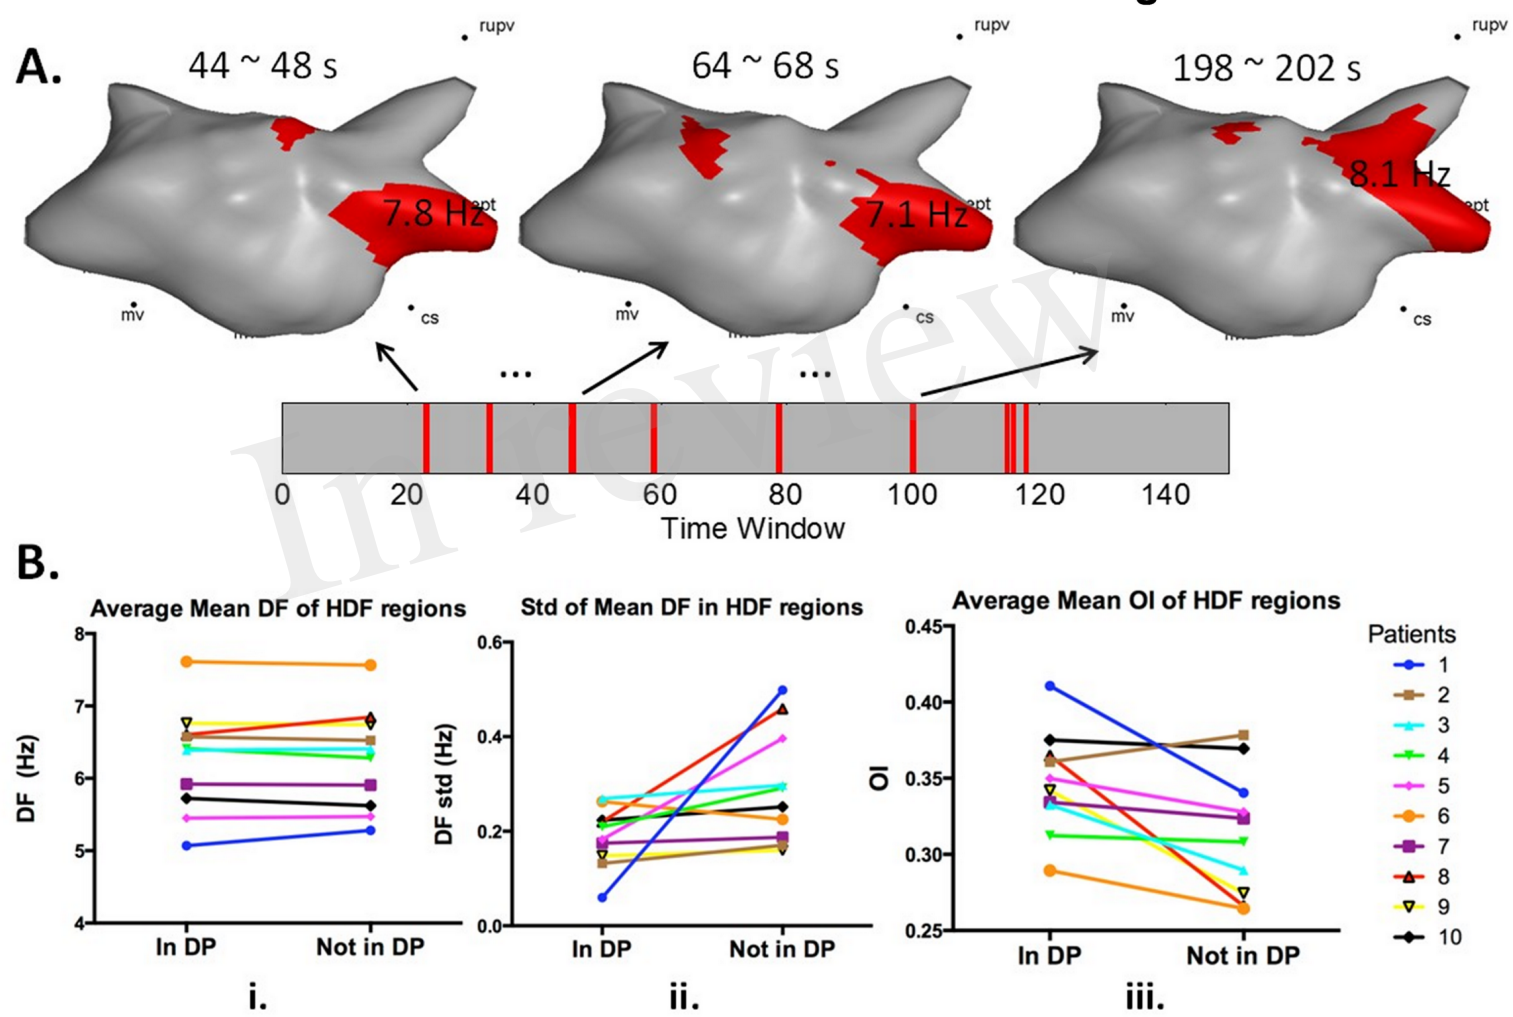 A.
44 ~ 48 s
64 ~ 68 s
198 ~ 202 s
rupv
rupv
rupv
7.8 Hz
7.1 Hz
8.1 Hz
ept
ept
ept
mv
cs
mv
cs
mv
cs
...
...
0 20 40 60 80 100 120 140
Time Window
In review
B.
Average Mean DF of HDF regions
8
7
6
5
4
DF (Hz)
In DP Not in DP
i.
Std of Mean DF in HDF regions
0.6
0.4
0.2
0.0
DF std (Hz)
In DP Not in DP
ii.
Average Mean OI of HDF regions
0.45
0.40
0.35
0.30
0.25
OI
In DP Not in DP
iii.
Patients
1
2
3
4
5
6
7
8
9
10